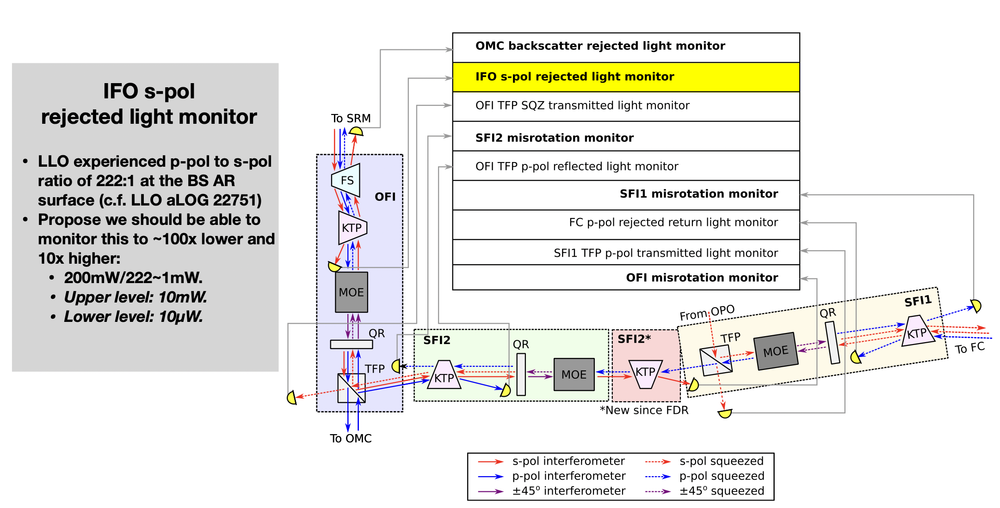 IFO s-pol
rejected light monitor
• LLO experienced p-pol to s-pol
ratio of 222:1 at the BS AR
surface (c.f. LLO aLOG 22751)
• Propose we should be able to
monitor this to ~100x lower and
10x higher:
• 200mW/222~1mW.
• Upper level: 10mW.
• Lower level: 10µW.
OMC backscatter rejected light monitor
IFO s-pol rejected light monitor
OFI TFP SQZ transmitted light monitor
SFI2 misrotation monitor
OFI TFP p-pol reflected light monitor
SFI1 misrotation monitor
FC p-pol rejected return light monitor
SFI1 TFP p-pol transmitted light monitor
OFI misrotation monitor
To SRM
FS
OFI
KTP
MOE
QR
TFP
To OMC
SFI2
KTP
QR
MOE
SFI2*
KTP
*New since FDR
From OPO
TFP
MOE
QR
SFI1
KTP
To FC
s-pol interferometer
p-pol interferometer
±45º interferometer
s-pol squeezed
p-pol squeezed
±45º squeezed